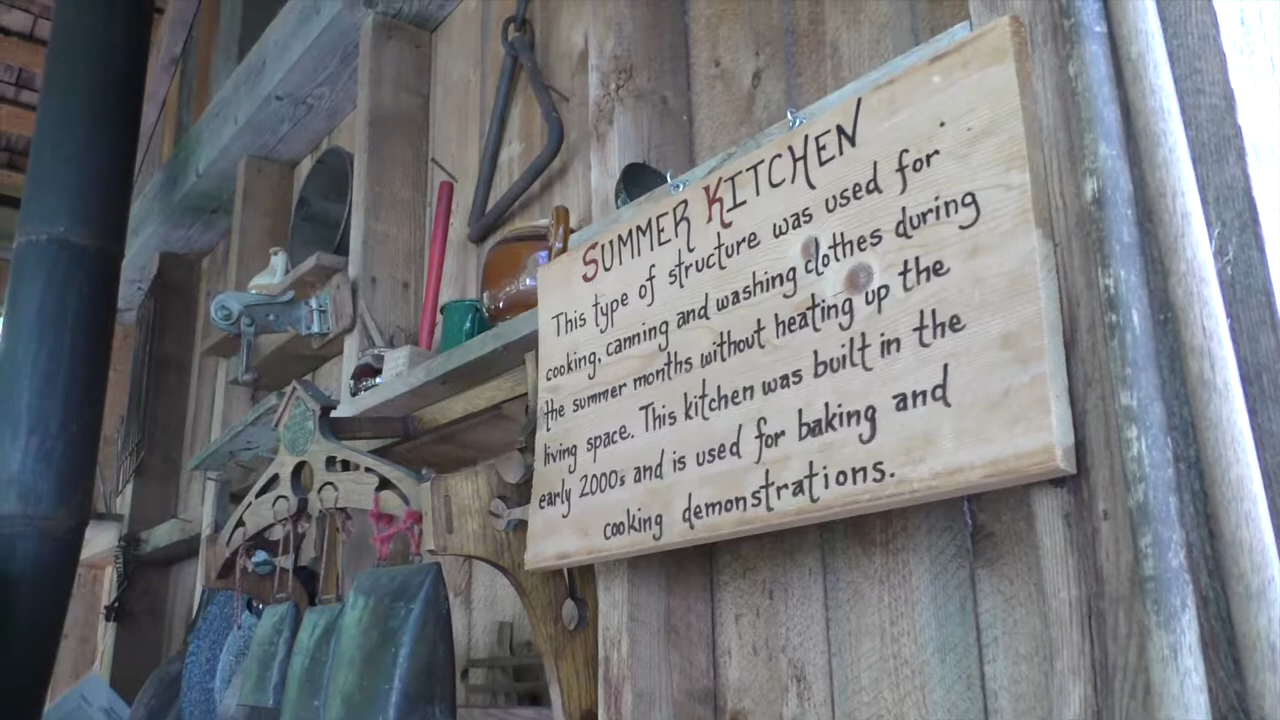 SUMMER KITCHEN
This type of structure was used for
cooking, canning and washing clothes during
the summer months without heating up the
living space. This kitchen was built in the
early 2000s and is used for baking and
cooking demonstrations.